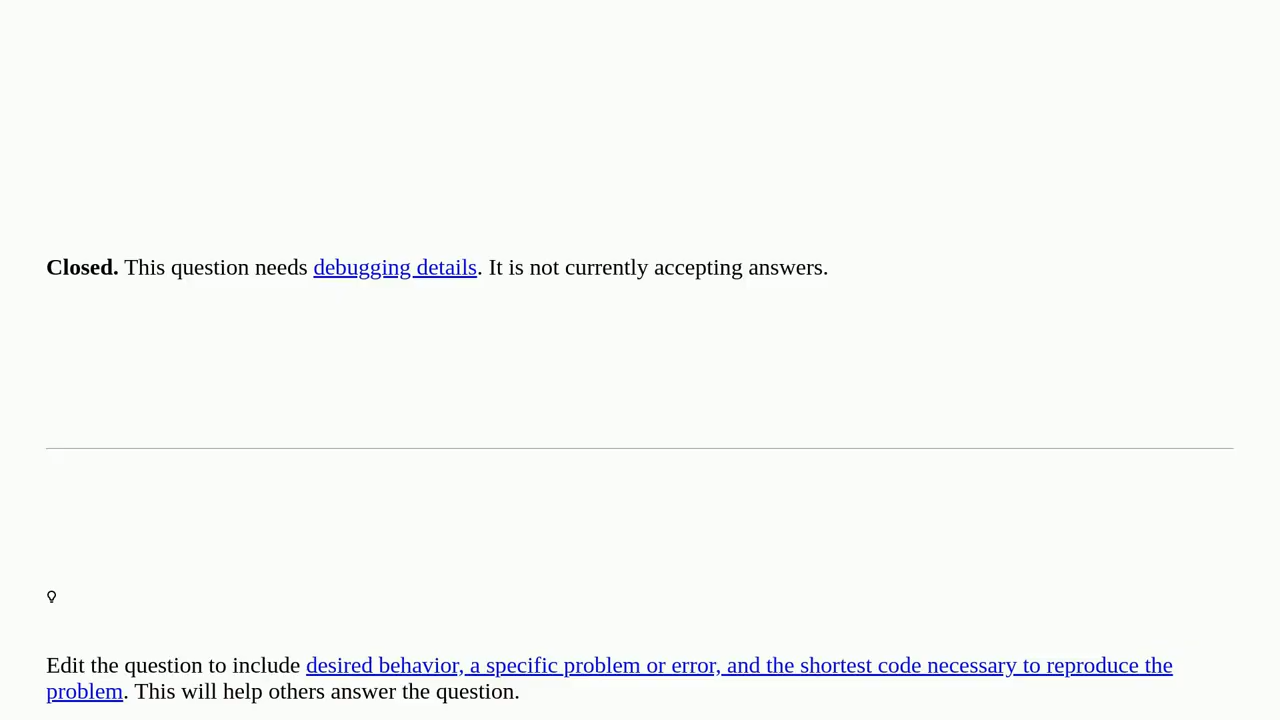 Closed. This question needs debugging details. It is not currently accepting answers.
Edit the question to include desired behavior, a specific problem or error, and the shortest code necessary to reproduce the
problem. This will help others answer the question.